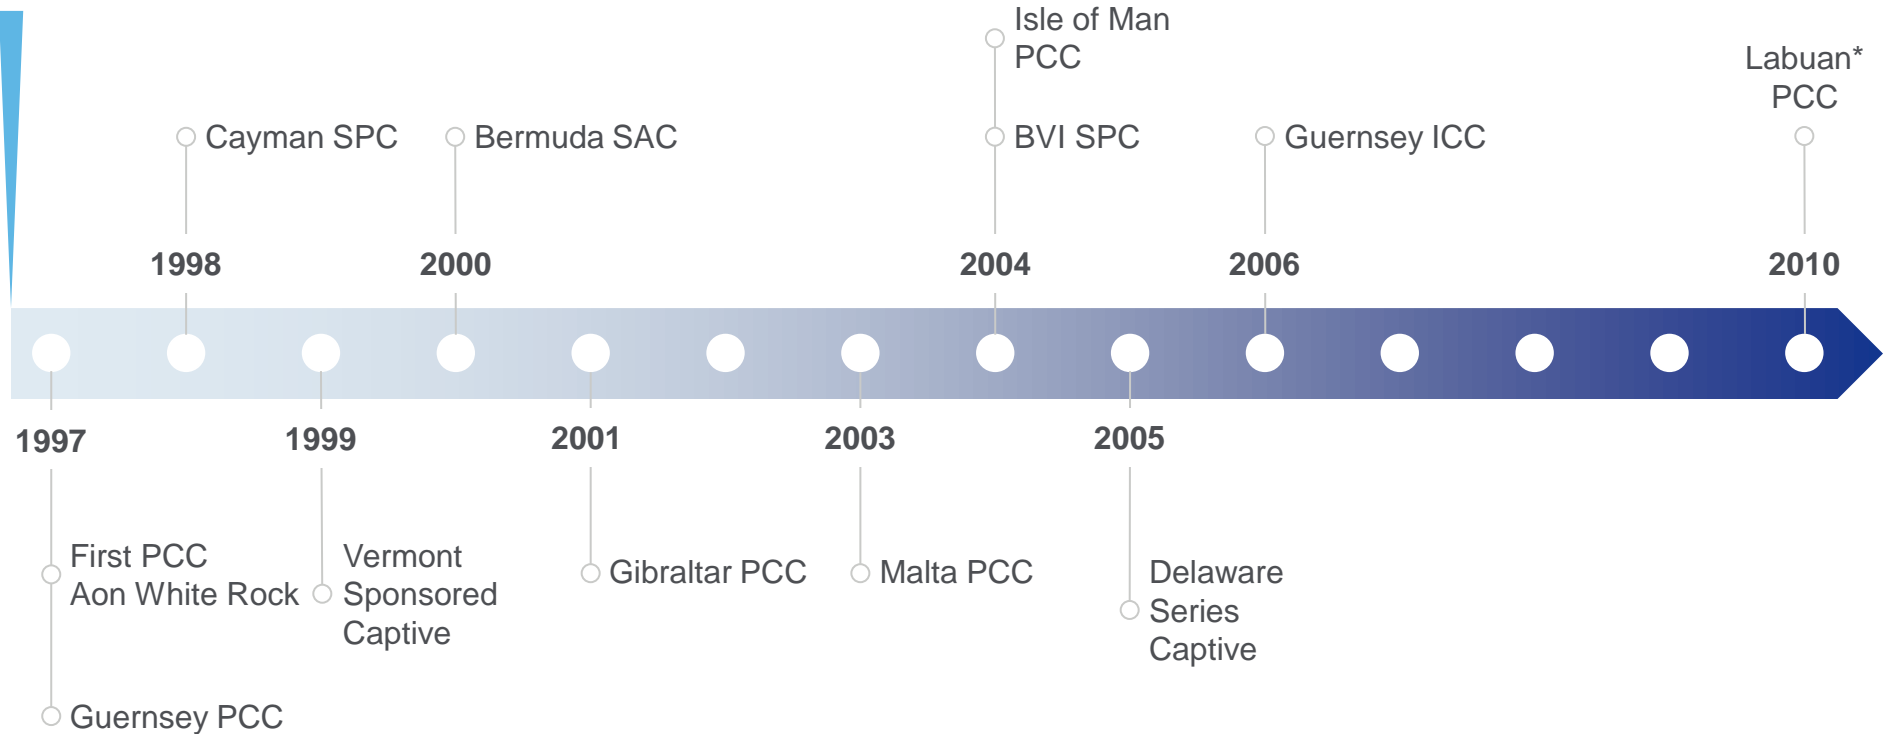 Isle of Man
PCC
Labuan*
PCC
Cayman SPC
Bermuda SAC
BVI SPC
Guernsey ICC
1998
2000
2004
2006
2010
1997
1999
2001
2003
2005
First PCC
Aon White Rock
Vermont
Sponsored
Captive
Gibraltar PCC
Malta PCC
Delaware
Series
Captive
Guernsey PCC